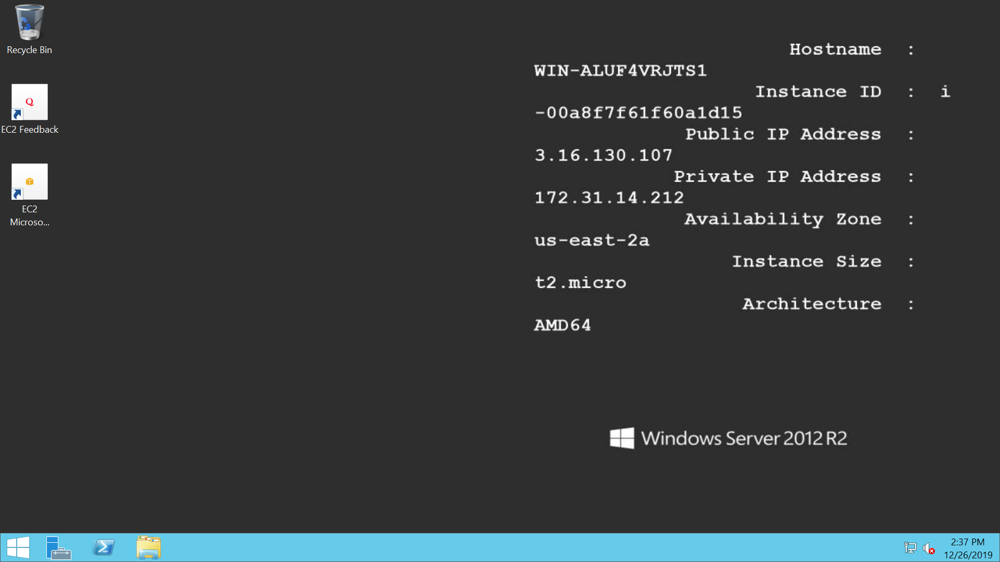 Recycle Bin
Q
EC2 Feedback
EC2
Microso...
Hostname :
WIN-ALUF4VRJTS1
Instance ID : i
-00a8f7f61f60a1d15
Public IP Address :
3.16.130.107
Private IP Address :
172.31.14.212
Availability Zone :
us-east-2a
Instance Size :
t2.micro
Architecture :
AMD64
Windows Server 2012 R2
2:37 PM
12/26/2019